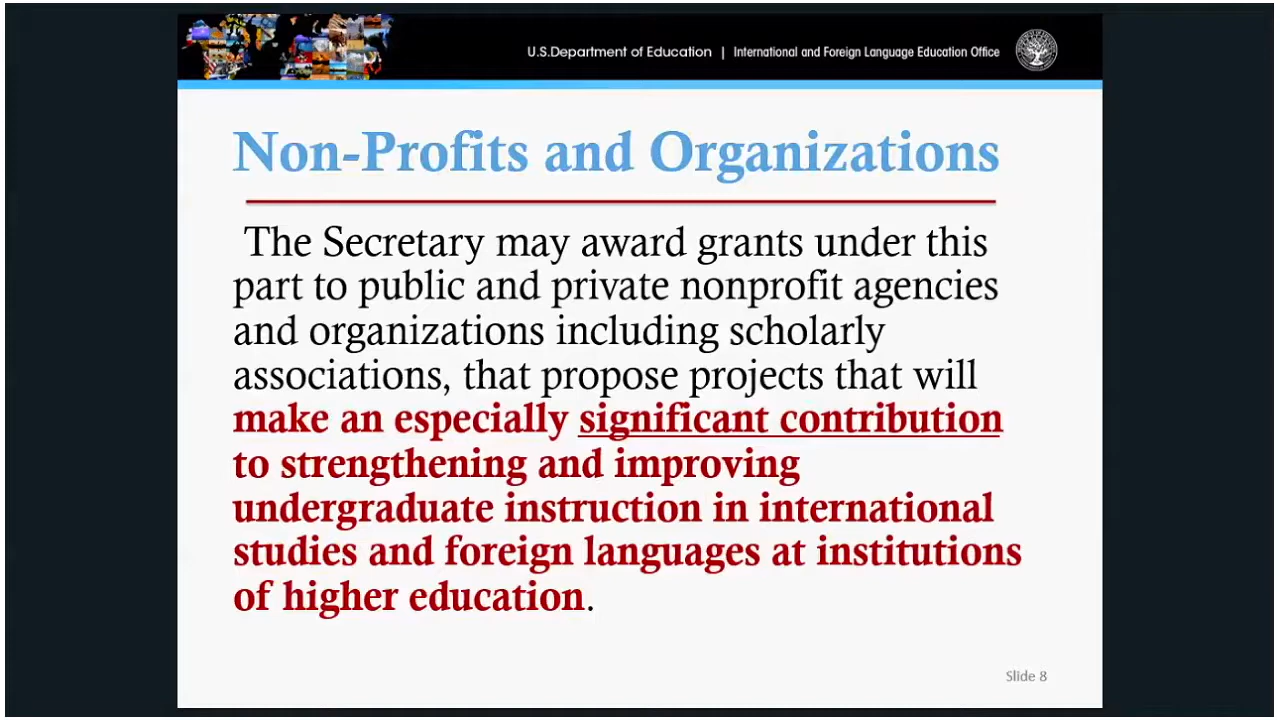 U.S.Department of Education | International and Foreign Language Education Office
Non-Profits and Organizations
The Secretary may award grants under this
part to public and private nonprofit agencies
and organizations including scholarly
associations, that propose projects that will
make an especially significant contribution
to strengthening and improving
undergraduate instruction in international
studies and foreign languages at institutions
of higher education.
Slide 8